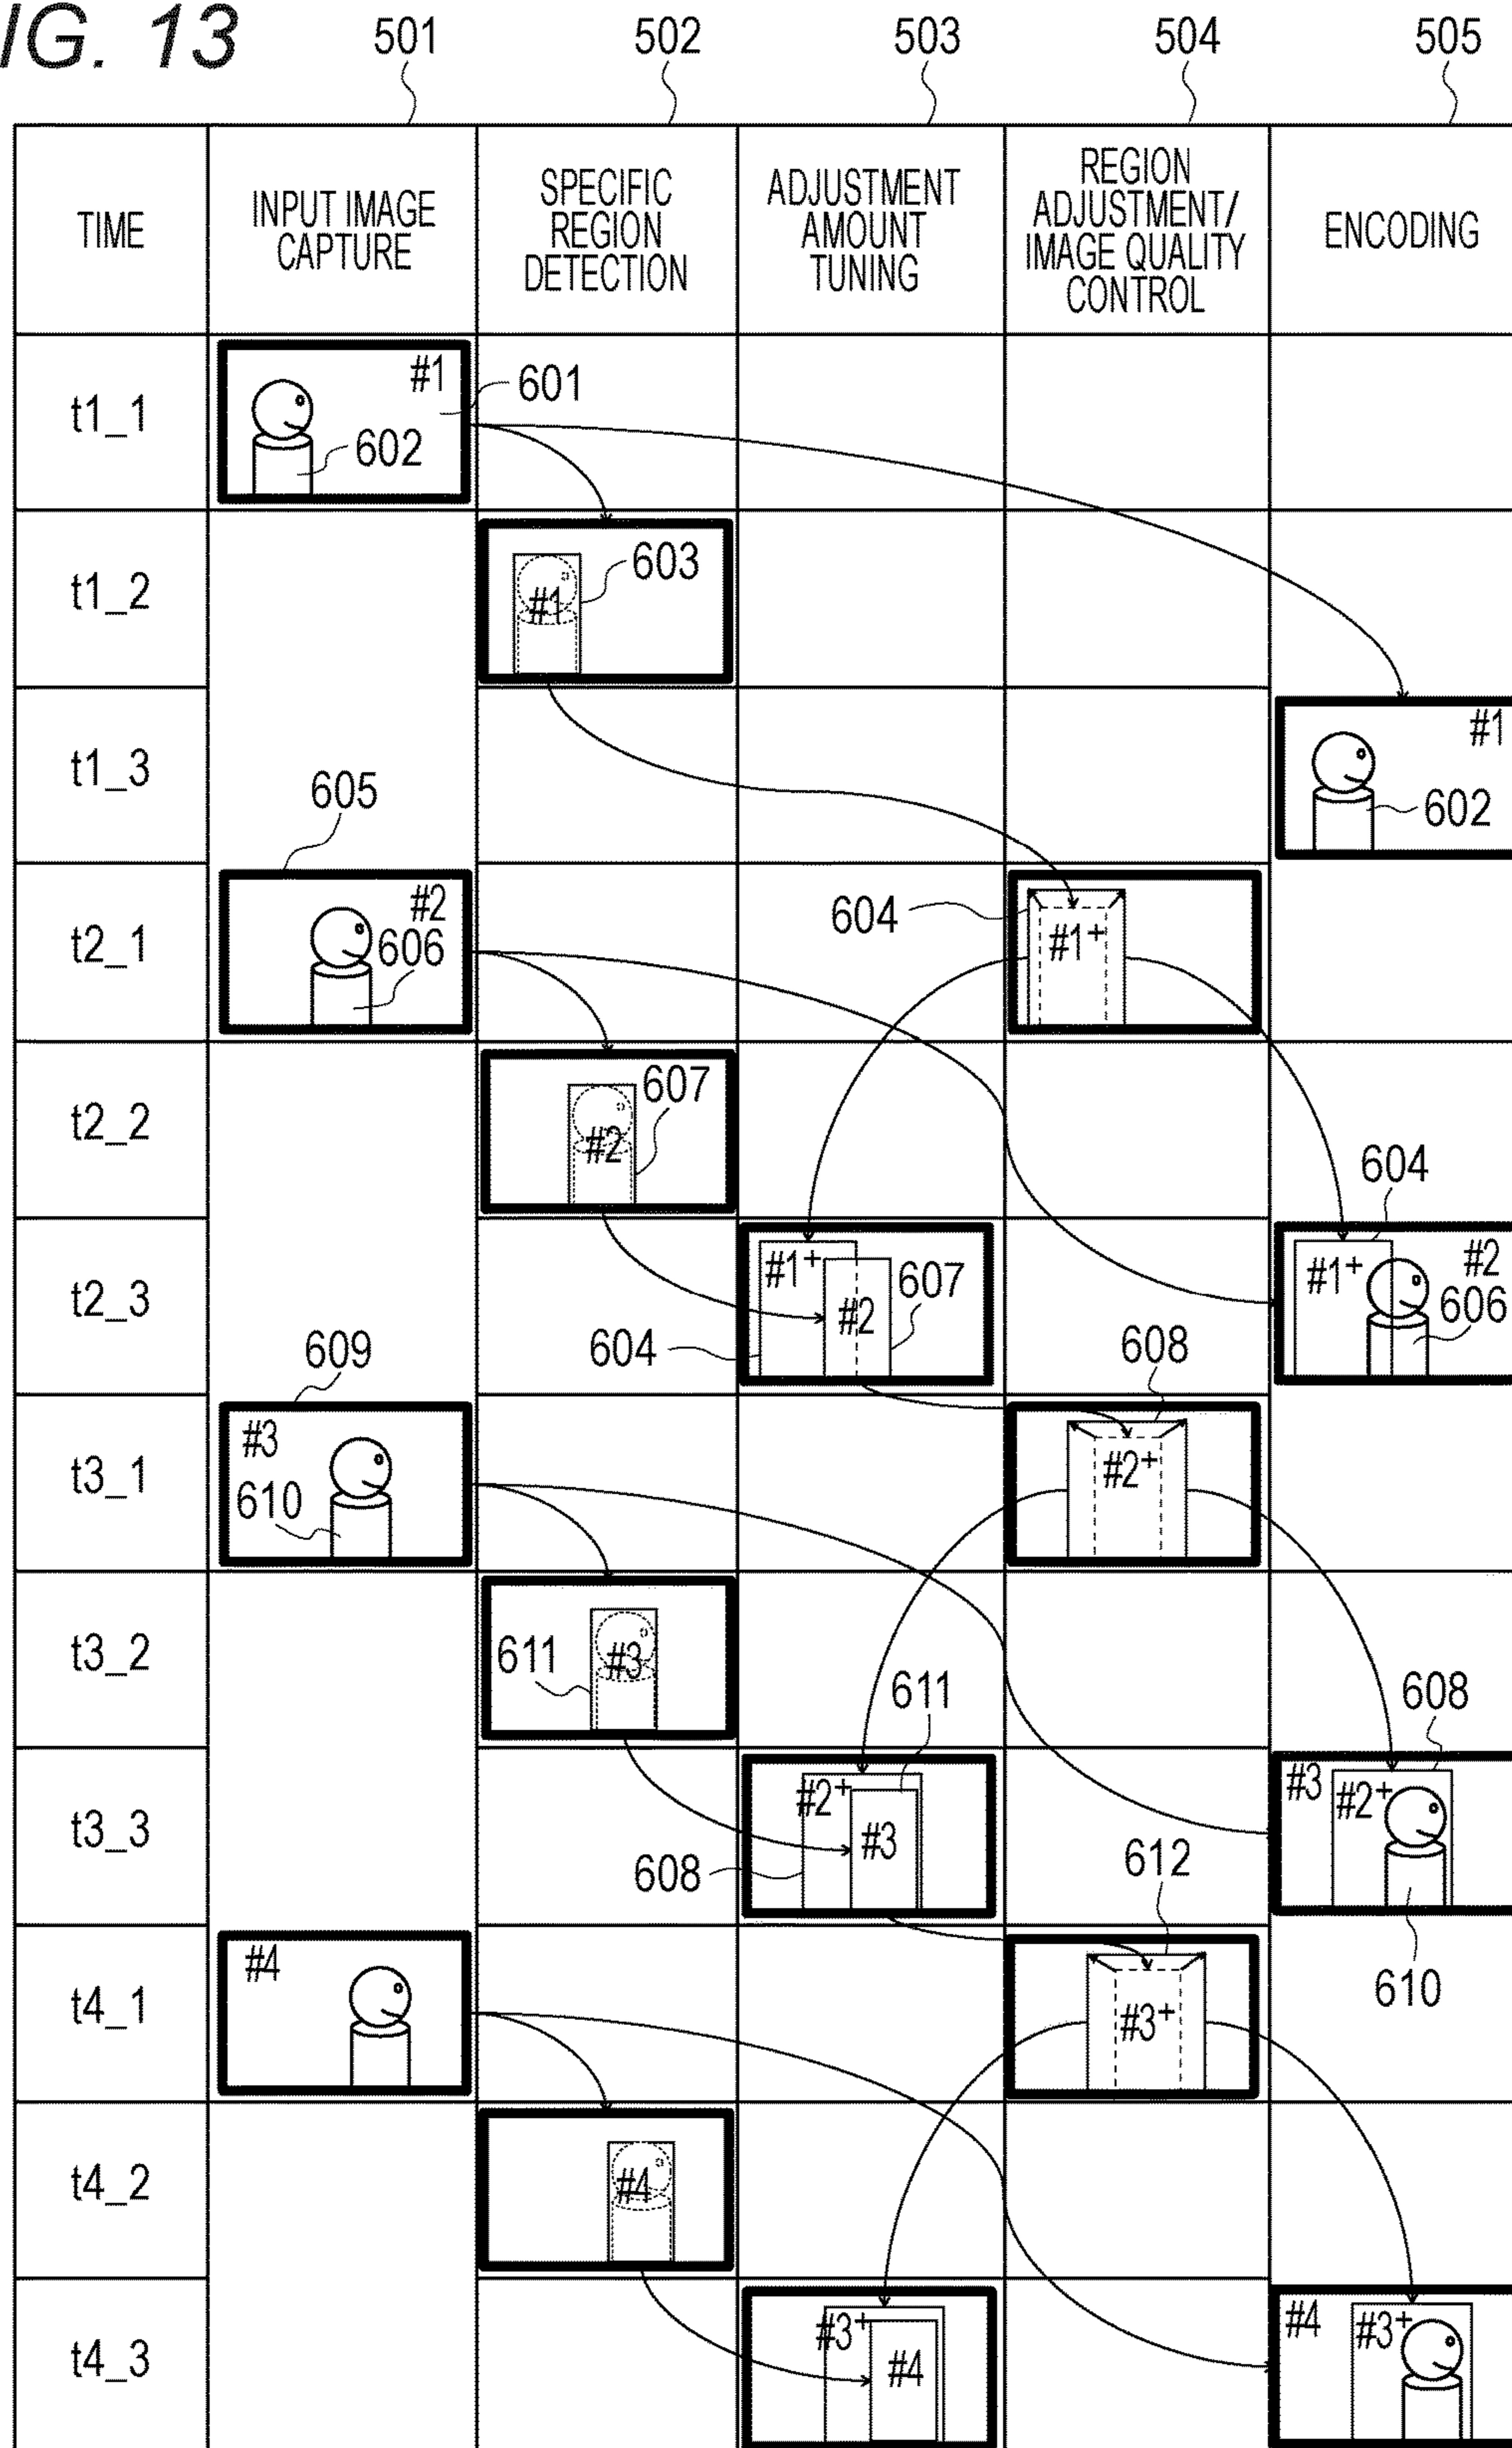 IG. 13
501
502
503
504
505
TIME
INPUT IMAGE
CAPTURE
SPECIFIC
REGION
DETECTION
ADJUSTMENT
AMOUNT
TUNING
REGION
ADJUSTMENT/
IMAGE QUALITY
CONTROL
ENCODING
t1_1
#1
601
602
t1_2
#1
603
t1_3
#1
602
605
t2_1
#2
606
604
#1+
t2_2
#2
607
604
t2_3
#1+
#2
607
604
#1+
#2
606
609
608
t3_1
#3
610
#2+
t3_2
611
#3
611
608
t3_3
#2+
#3
608
#3
#2+
612
610
t4_1
#4
#3+
t4_2
#4
t4_3
#3+
#4
#4
#3+